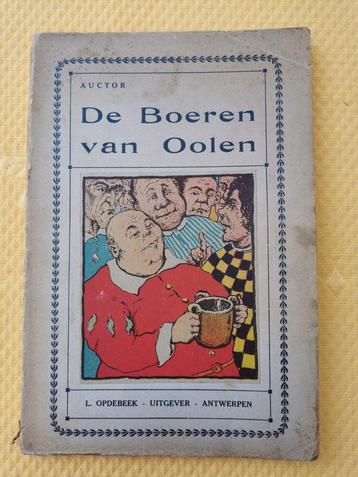 AUCTOR
De Boeren
van Oolen
L. OPDEBEEK - UITGEVER - ANTWERPEN